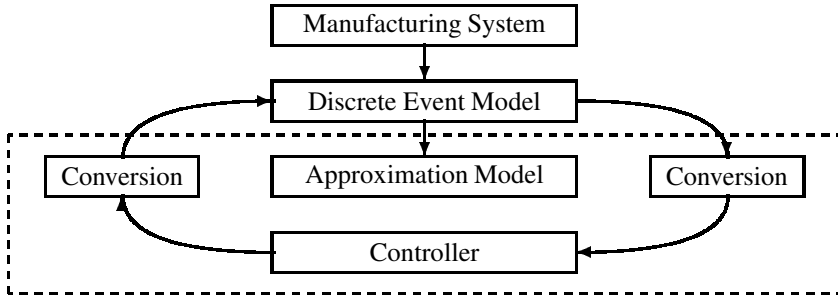 Manufacturing System
Discrete Event Model
Conversion
Approximation Model
Conversion
Controller